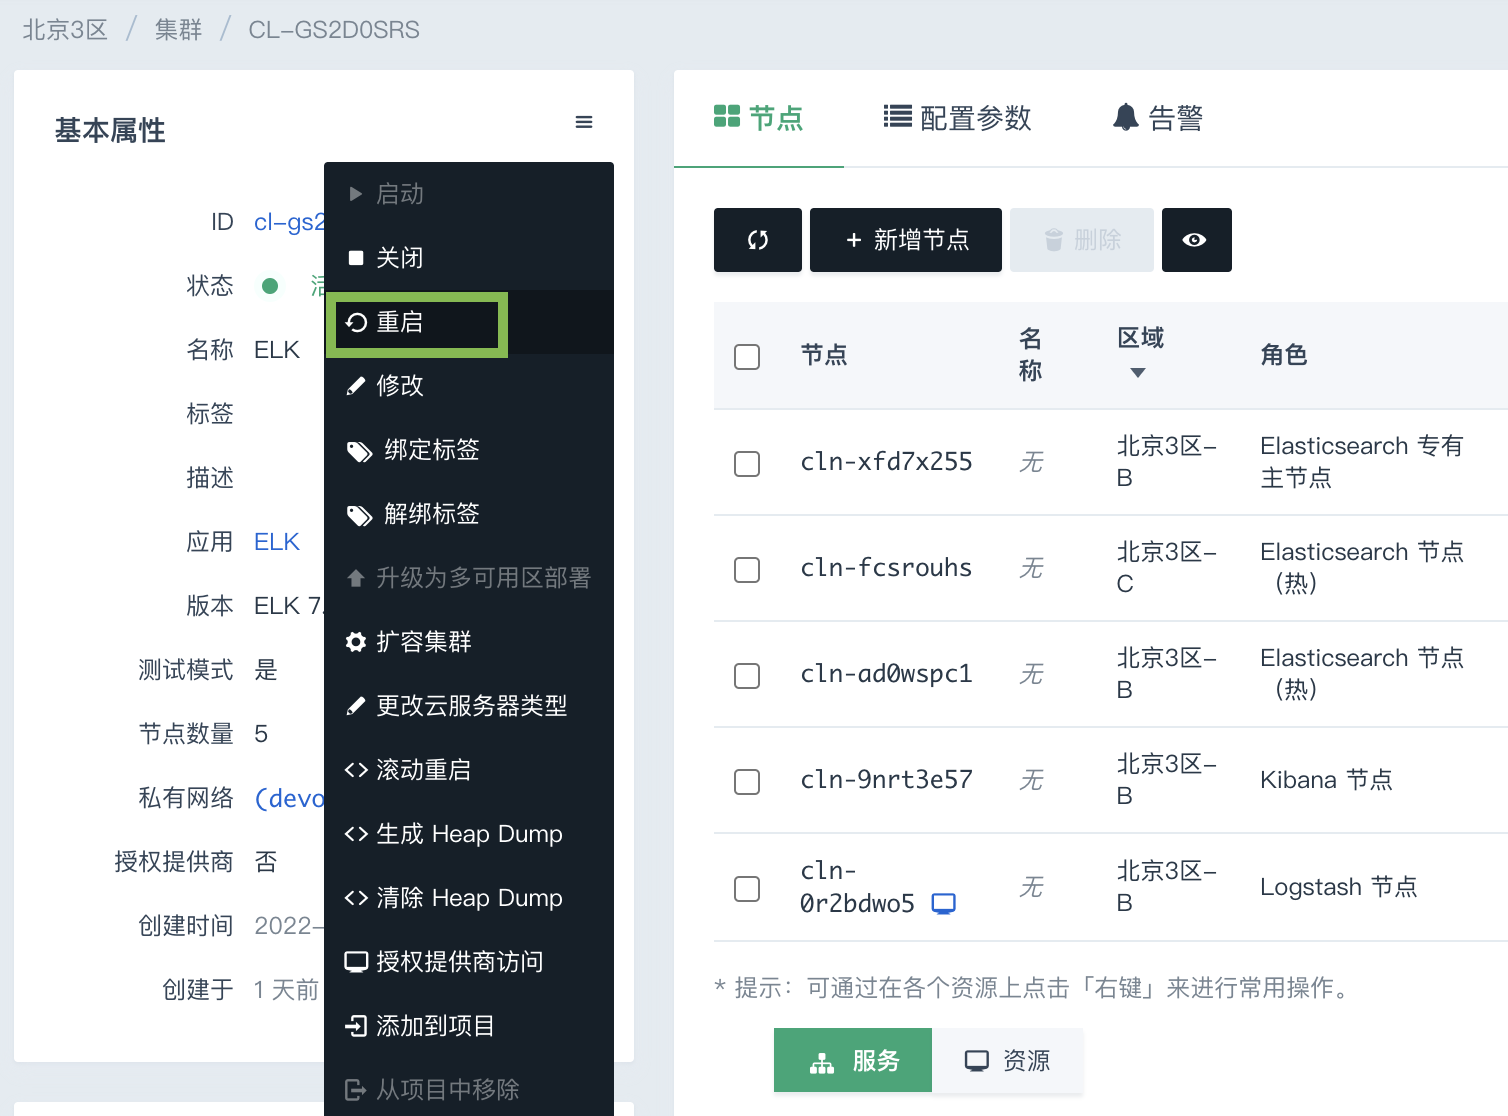 北京3区 / 集群 / CL-GS2D0SRS
基本属性
ID cl-gs2
状态
名称 ELK
标签
描述
应用 ELK
版本 ELK 7.
测试模式 是
节点数量 5
私有网络 (devo
授权提供商 否
创建时间 2022-
创建于 1 天前
启动
关闭
重启
修改
绑定标签
解绑标签
升级为多可用区部署
扩容集群
更改云服务器类型
滚动重启
生成 Heap Dump
清除 Heap Dump
授权提供商访问
添加到项目
从项目中移除
节点 配置参数 告警
+ 新增节点 删除
节点 名称 区域 角色
cln-xfd7x255 无 北京3区-B Elasticsearch 专有主节点
cln-fcsrouhs 无 北京3区-C Elasticsearch 节点（热）
cln-ad0wspc1 无 北京3区-B Elasticsearch 节点（热）
cln-9nrt3e57 无 北京3区-B Kibana 节点
cln-0r2bdwo5 无 北京3区-B Logstash 节点
* 提示：可通过在各个资源上点击「右键」来进行常用操作。
服务 资源